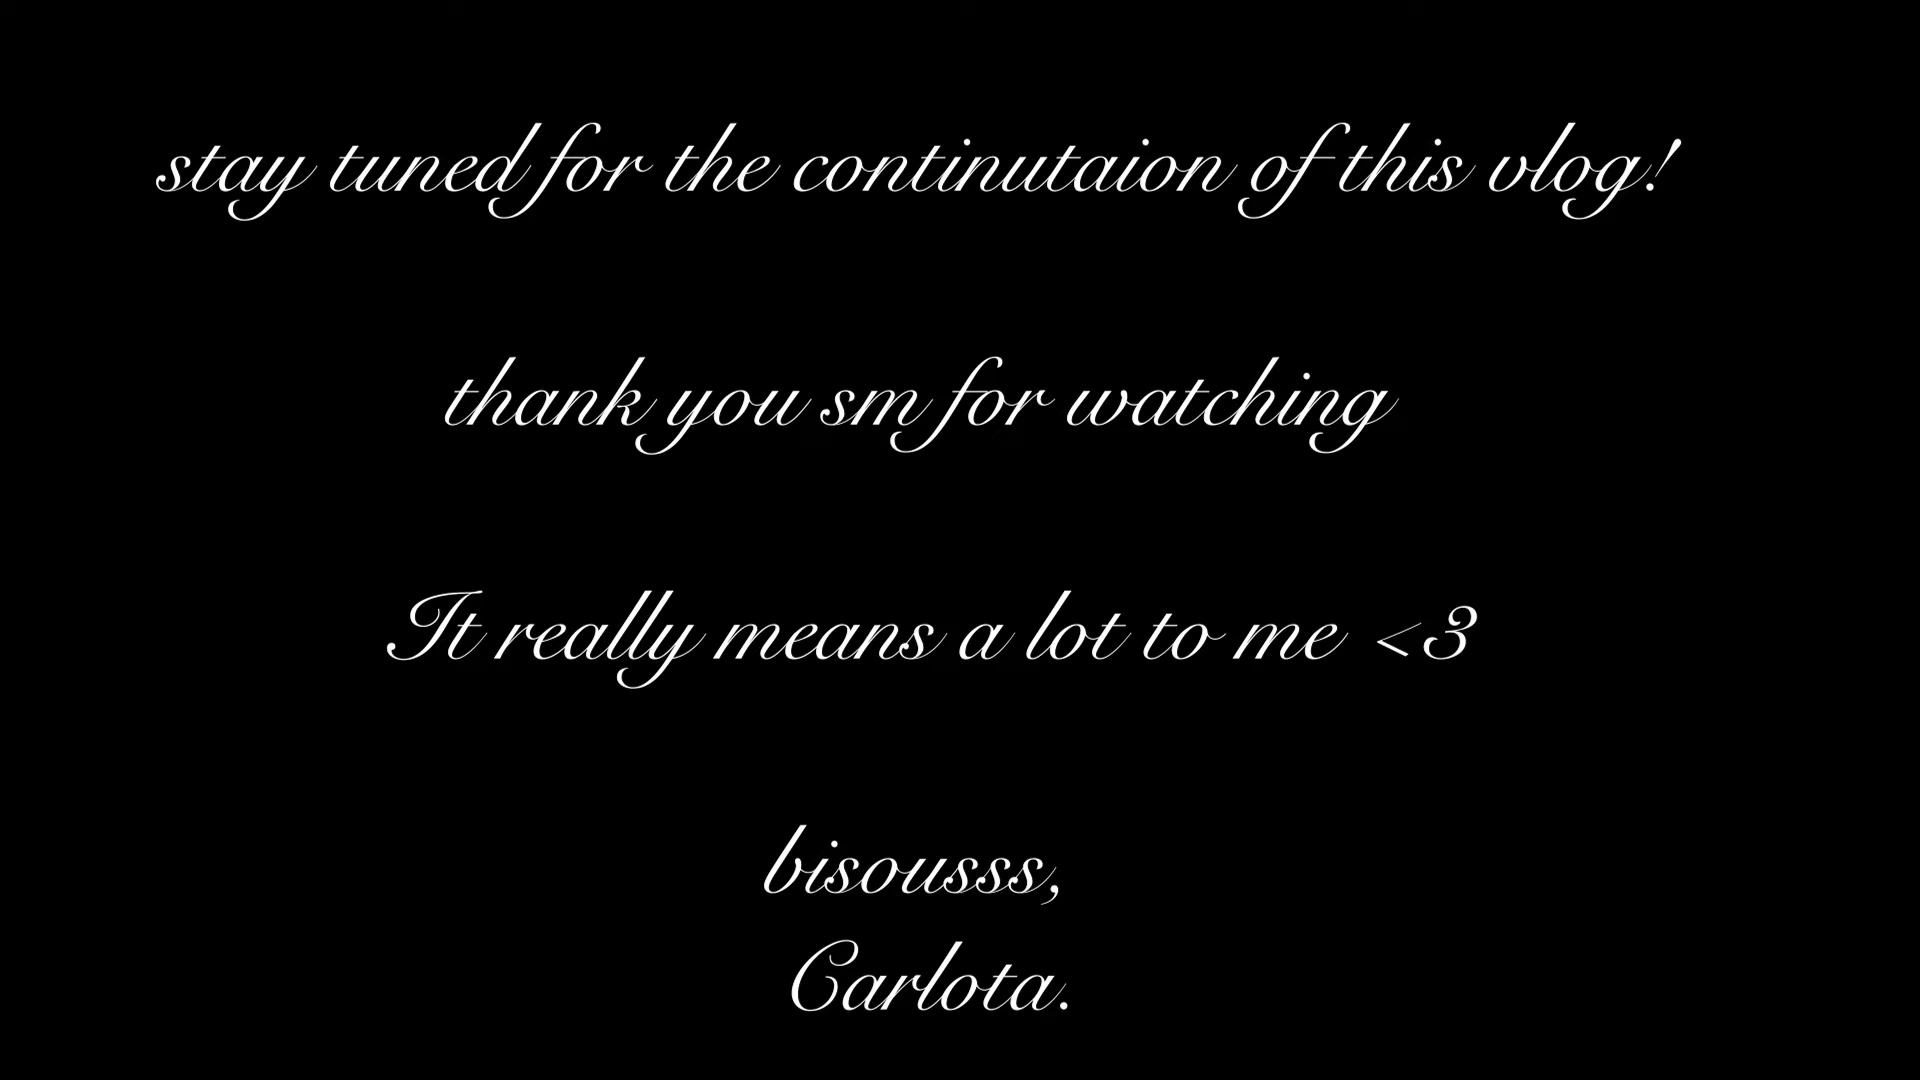 stay tuned for the continutaion of this vlog!
thank you sm for watching
It really means a lot to me <3
bisousss,
Carlota.